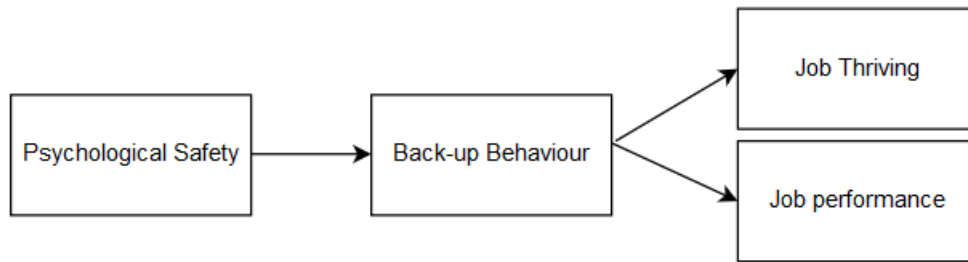 Psychological Safety
Back-up Behaviour
Job Thriving
Job performance